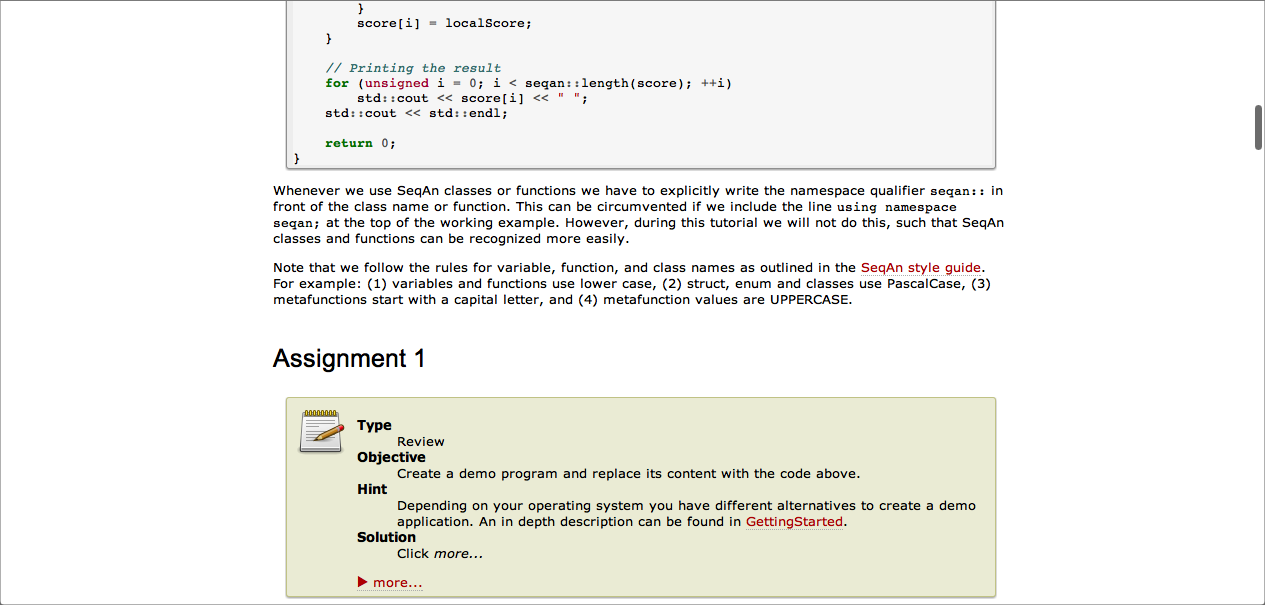 }
score[i] = localScore;
}
// Printing the result
for (unsigned i = 0; i < seqan::length(score); ++i)
std::cout << score[i] << " ";
std::cout << std::endl;
return 0;
}
Whenever we use SeqAn classes or functions we have to explicitly write the namespace qualifier seqan:: in
front of the class name or function. This can be circumvented if we include the line using namespace
seqan; at the top of the working example. However, during this tutorial we will not do this, such that SeqAn
classes and functions can be recognized more easily.
Note that we follow the rules for variable, function, and class names as outlined in the SeqAn style guide.
For example: (1) variables and functions use lower case, (2) struct, enum and classes use PascalCase, (3)
metafunctions start with a capital letter, and (4) metafunction values are UPPERCASE.
Assignment 1
Type
Review
Objective
Create a demo program and replace its content with the code above.
Hint
Depending on your operating system you have different alternatives to create a demo
application. An in depth description can be found in GettingStarted.
Solution
Click more...
more...